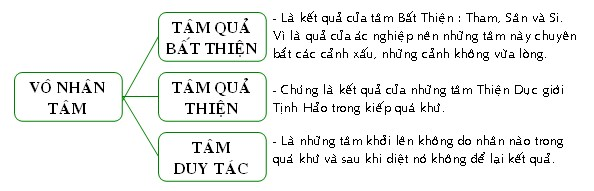 VÔ NHÂN
TÂM
TÂM QUẢ
BẤT THIỆN
- Là kết quả của tâm Bất Thiện : Tham, Sân và Si.
Vì là quả của ác nghiệp nên những tâm này chuyên
bắt các cảnh xấu, những cảnh không vừa lòng.
TÂM QUẢ
THIỆN
- Chúng là kết quả của những tâm Thiện Dục giới
Tịnh Hảo trong kiếp quá khứ.
TÂM
DUY TÁC
- Là những tâm khởi lên không do nhân nào trong
quá khứ và sau khi diệt nó không để lại kết quả.